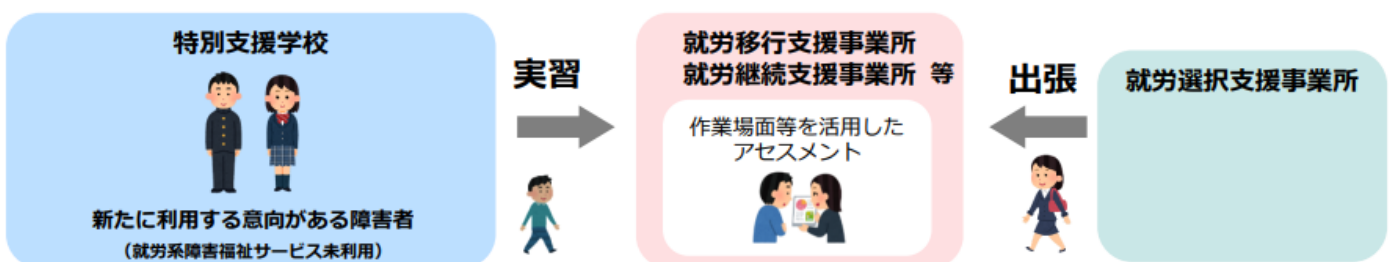 特別支援学校
新たに利用する意向がある障害者
（就労系障害福祉サービス未利用）
実習
就労移行支援事業所
就労継続支援事業所 等
作業場面等を活用した
アセスメント
出張
就労選択支援事業所